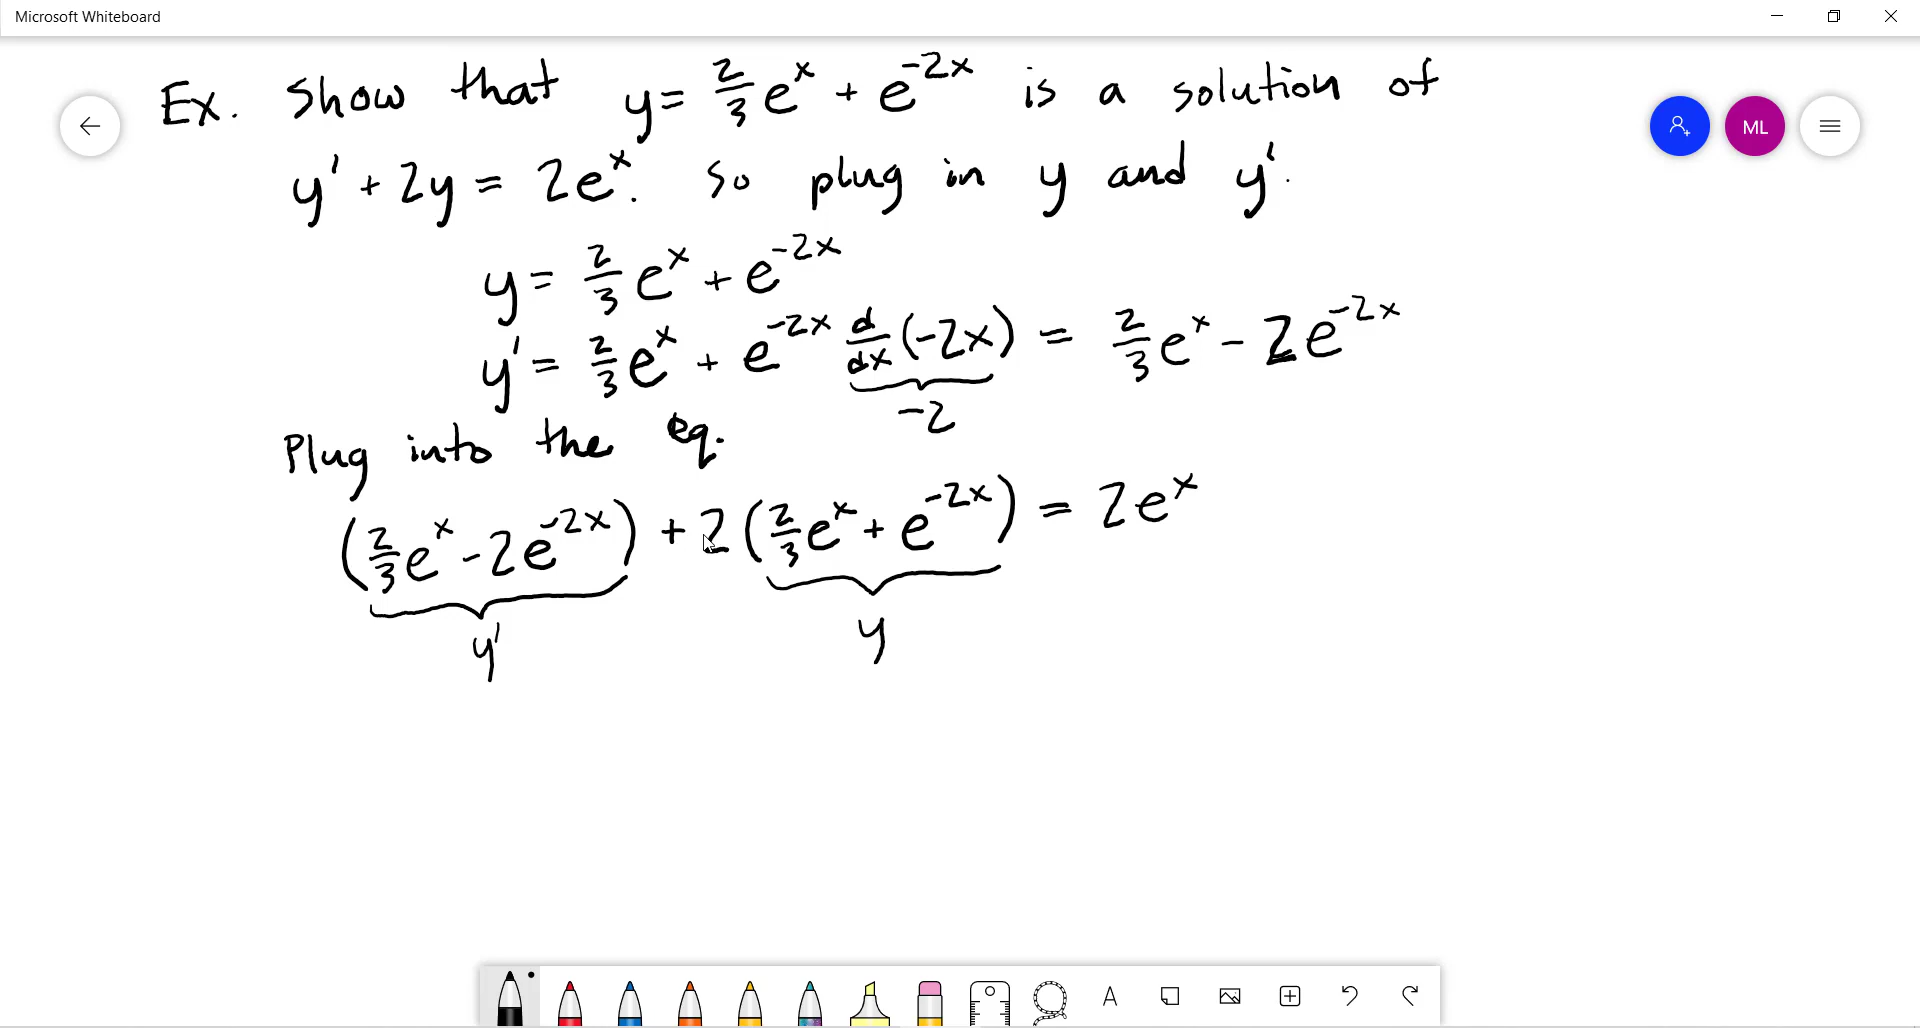 Microsoft Whiteboard
Ex. Show that y = 2/3 e^x + e^-2x is a solution of
y' + 2y = 2e^x. So plug in y and y'.
ML
y = 2/3 e^x + e^-2x
y' = 2/3 e^x + e^-2x d/dx (-2x) = 2/3 e^x - 2e^-2x
-2
Plug into the eq.
(2/3 e^x - 2e^-2x) + 2(2/3 e^x + e^-2x) = 2e^x
y' y
A